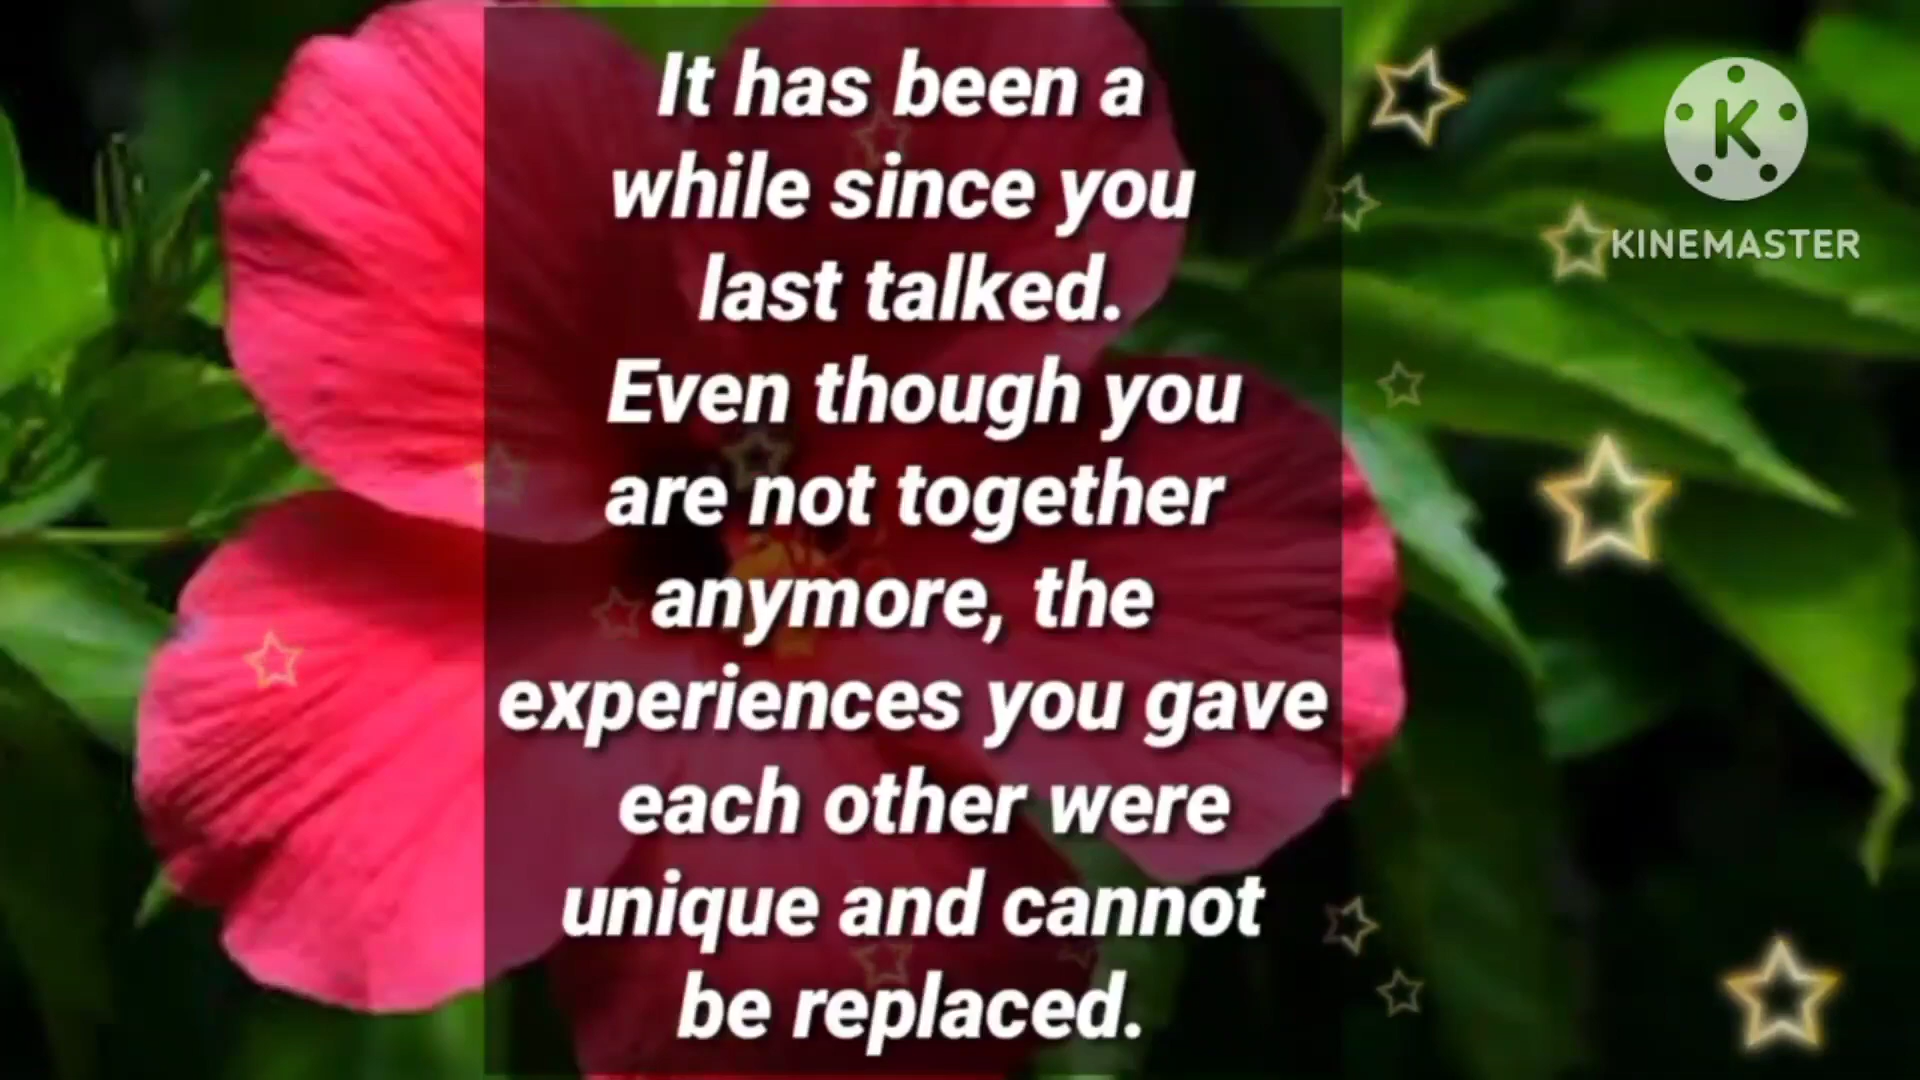 It has been a
while since you
last talked.
Even though you
are not together
anymore, the
experiences you gave
each other were
unique and cannot
be replaced.
K
KINEMASTER